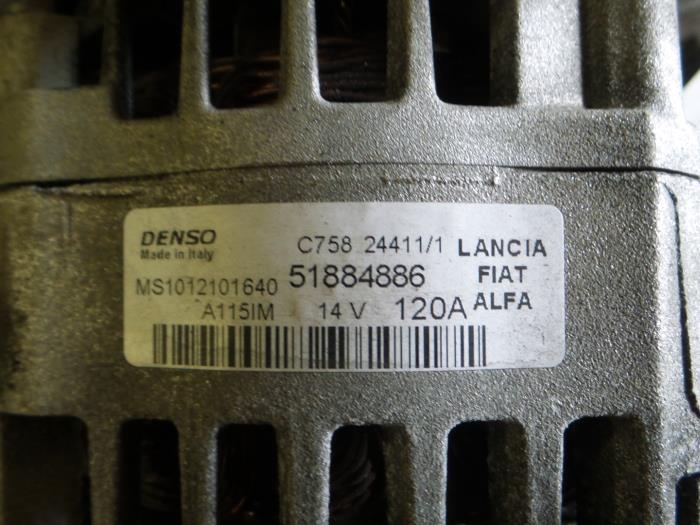 DENSO C758 24411/1 LANCIA
Made in Italy
MS1012101640 51884886 FIAT
A115IM 14 V 120A ALFA